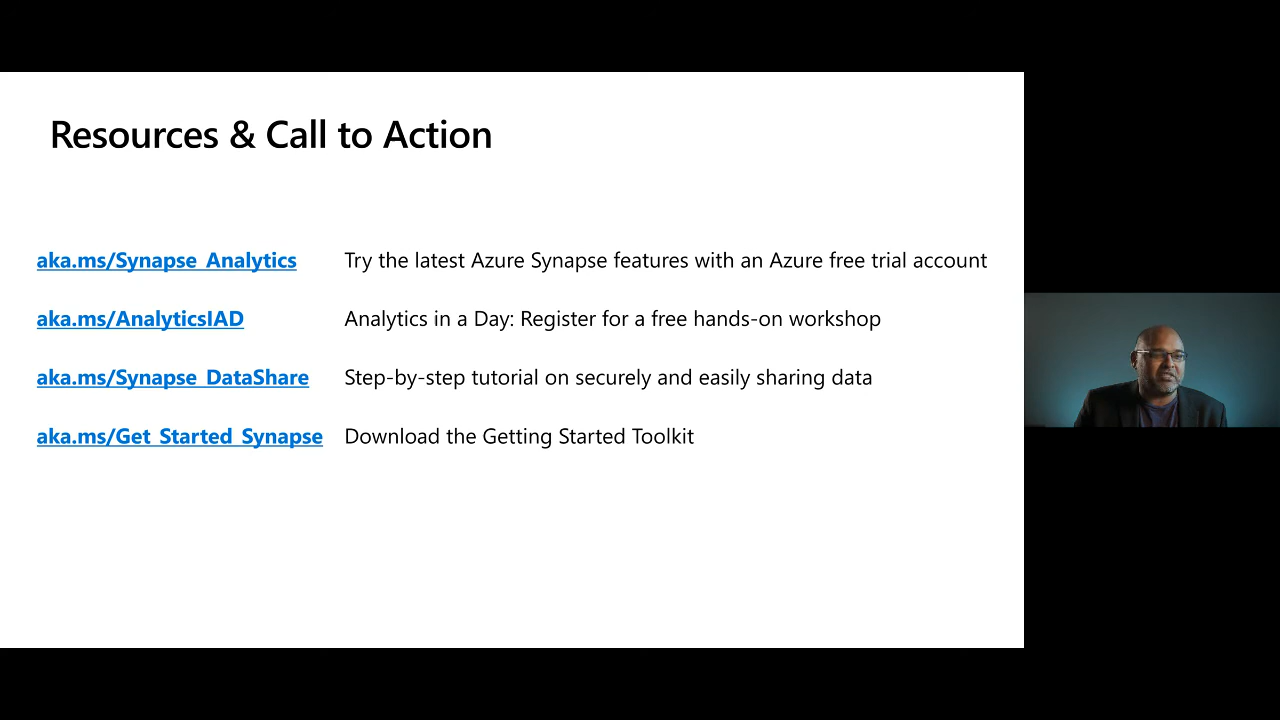 Resources & Call to Action
aka.ms/Synapse_Analytics Try the latest Azure Synapse features with an Azure free trial account
aka.ms/AnalyticsIAD Analytics in a Day: Register for a free hands-on workshop
aka.ms/Synapse_DataShare Step-by-step tutorial on securely and easily sharing data
aka.ms/Get_Started_Synapse Download the Getting Started Toolkit